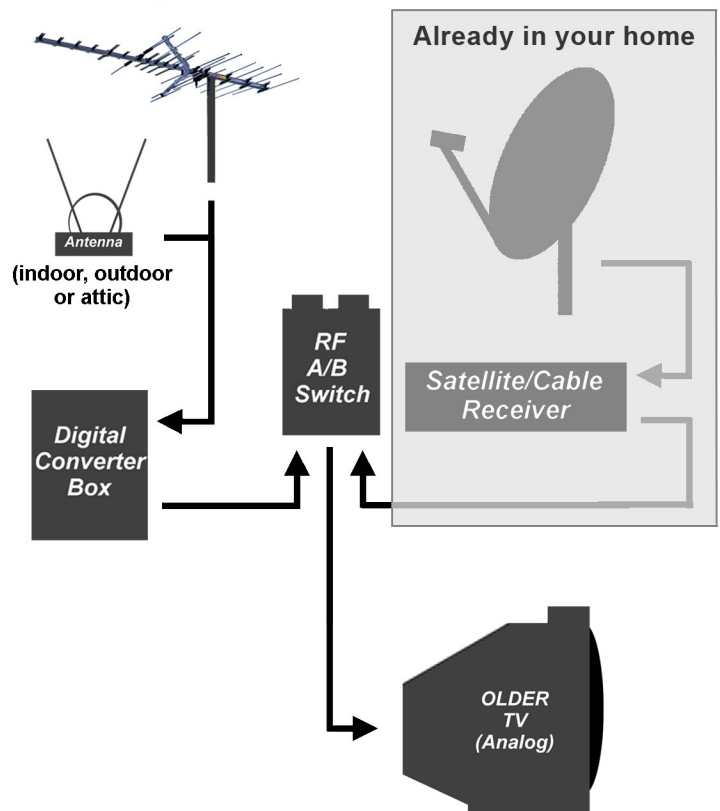 Already in your home
Antenna
(indoor, outdoor
or attic)
RF
A/B
Switch
Satellite/Cable
Receiver
Digital
Converter
Box
OLDER
TV
(Analog)